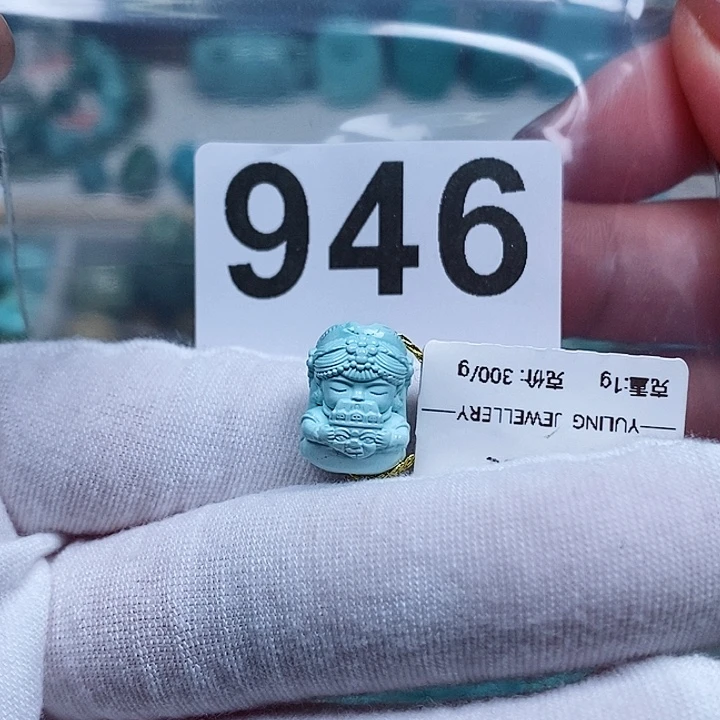 946
YULING JEWELLERY
克重:1g 克价:300/g